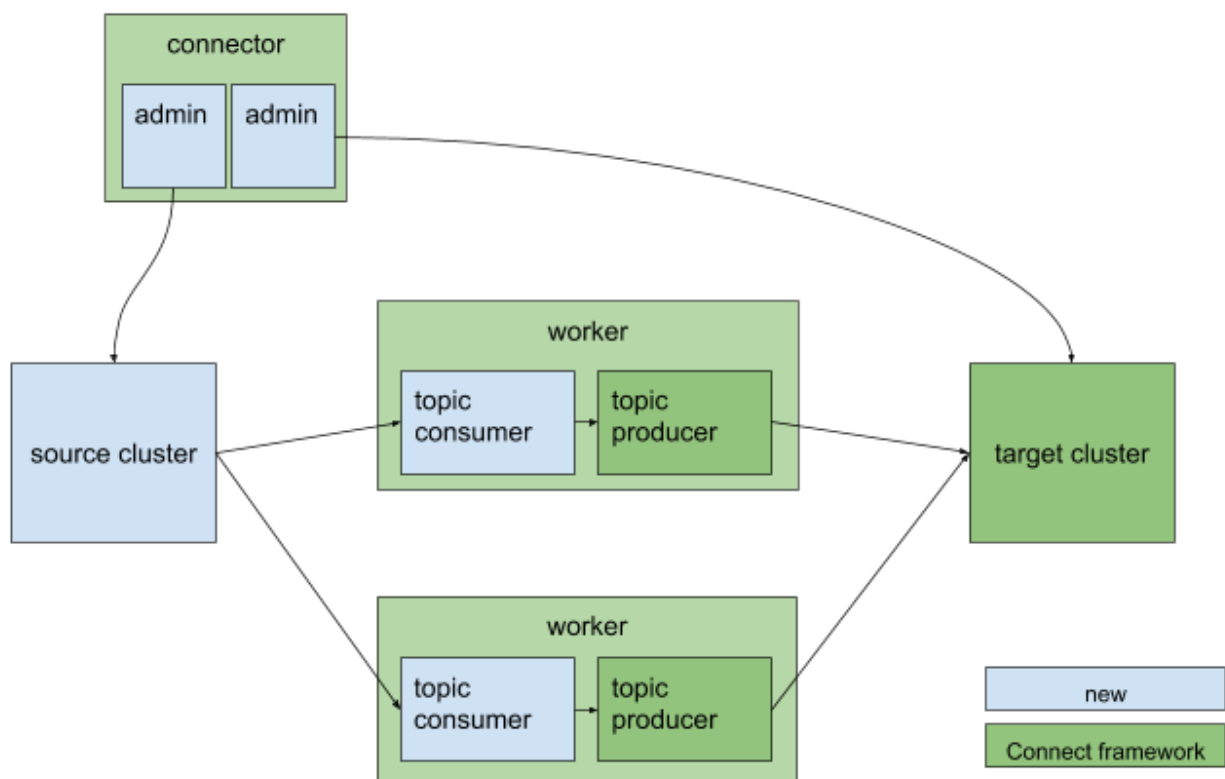 connector
admin
admin
worker
topic
consumer
topic
producer
source cluster
target cluster
worker
topic
consumer
topic
producer
new
Connect framework